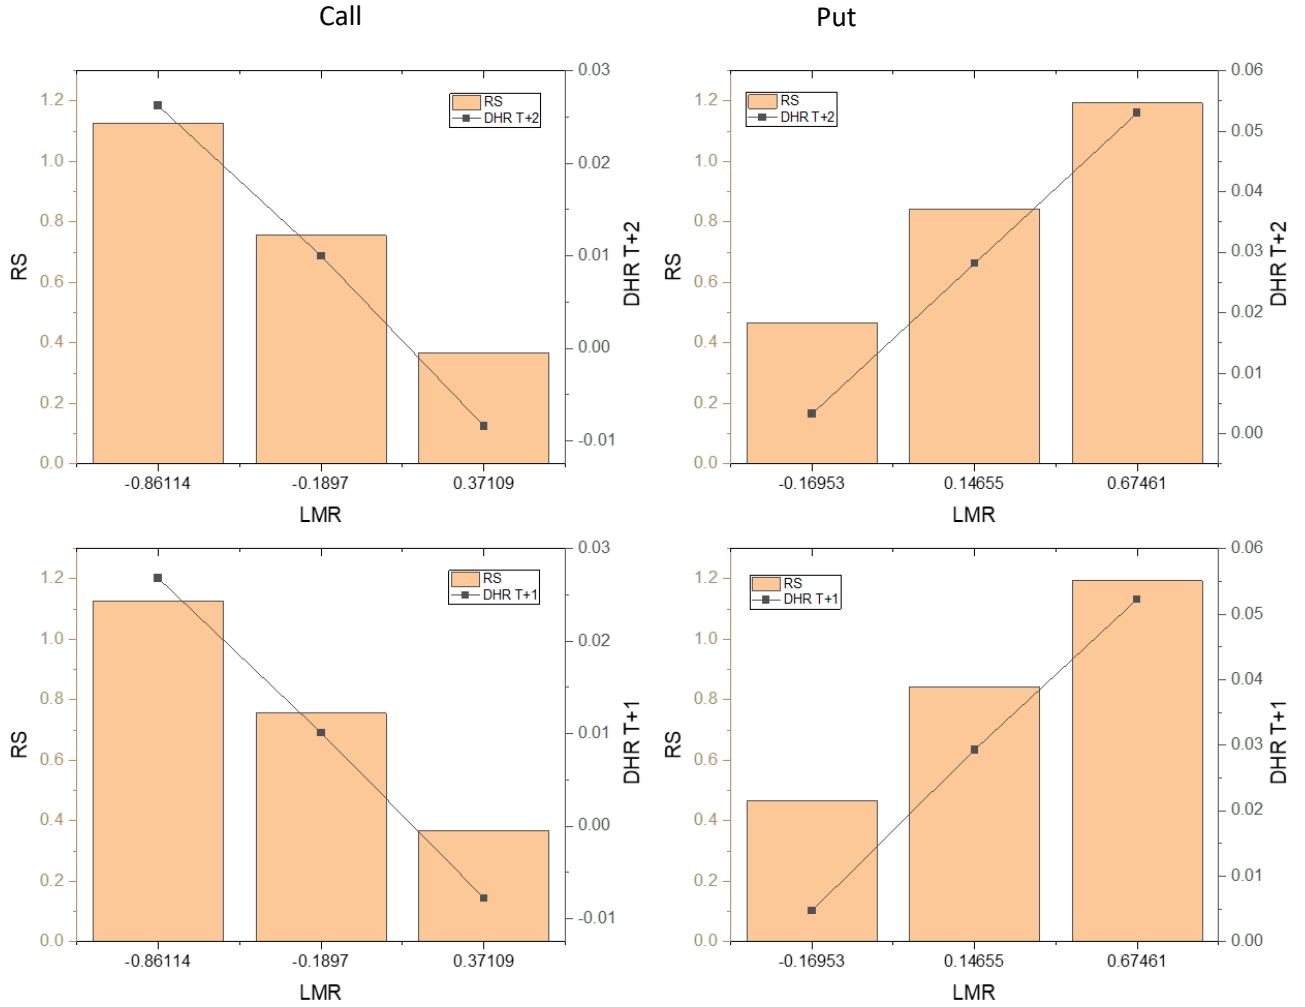 Call
Put
1.2
1.0
0.8
0.6
0.4
0.2
0.0
RS
RS
DHR T+2
0.03
0.02
0.01
0.00
-0.01
DHR T+2
-0.86114
-0.1897
0.37109
LMR
1.2
1.0
0.8
0.6
0.4
0.2
0.0
RS
RS
DHR T+2
0.06
0.05
0.04
0.03
0.02
0.01
0.00
DHR T+2
-0.16953
0.14655
0.67461
LMR
1.2
1.0
0.8
0.6
0.4
0.2
0.0
RS
RS
DHR T+1
0.03
0.02
0.01
0.00
-0.01
DHR T+1
-0.86114
-0.1897
0.37109
LMR
1.2
1.0
0.8
0.6
0.4
0.2
0.0
RS
RS
DHR T+1
0.06
0.05
0.04
0.03
0.02
0.01
0.00
DHR T+1
-0.16953
0.14655
0.67461
LMR